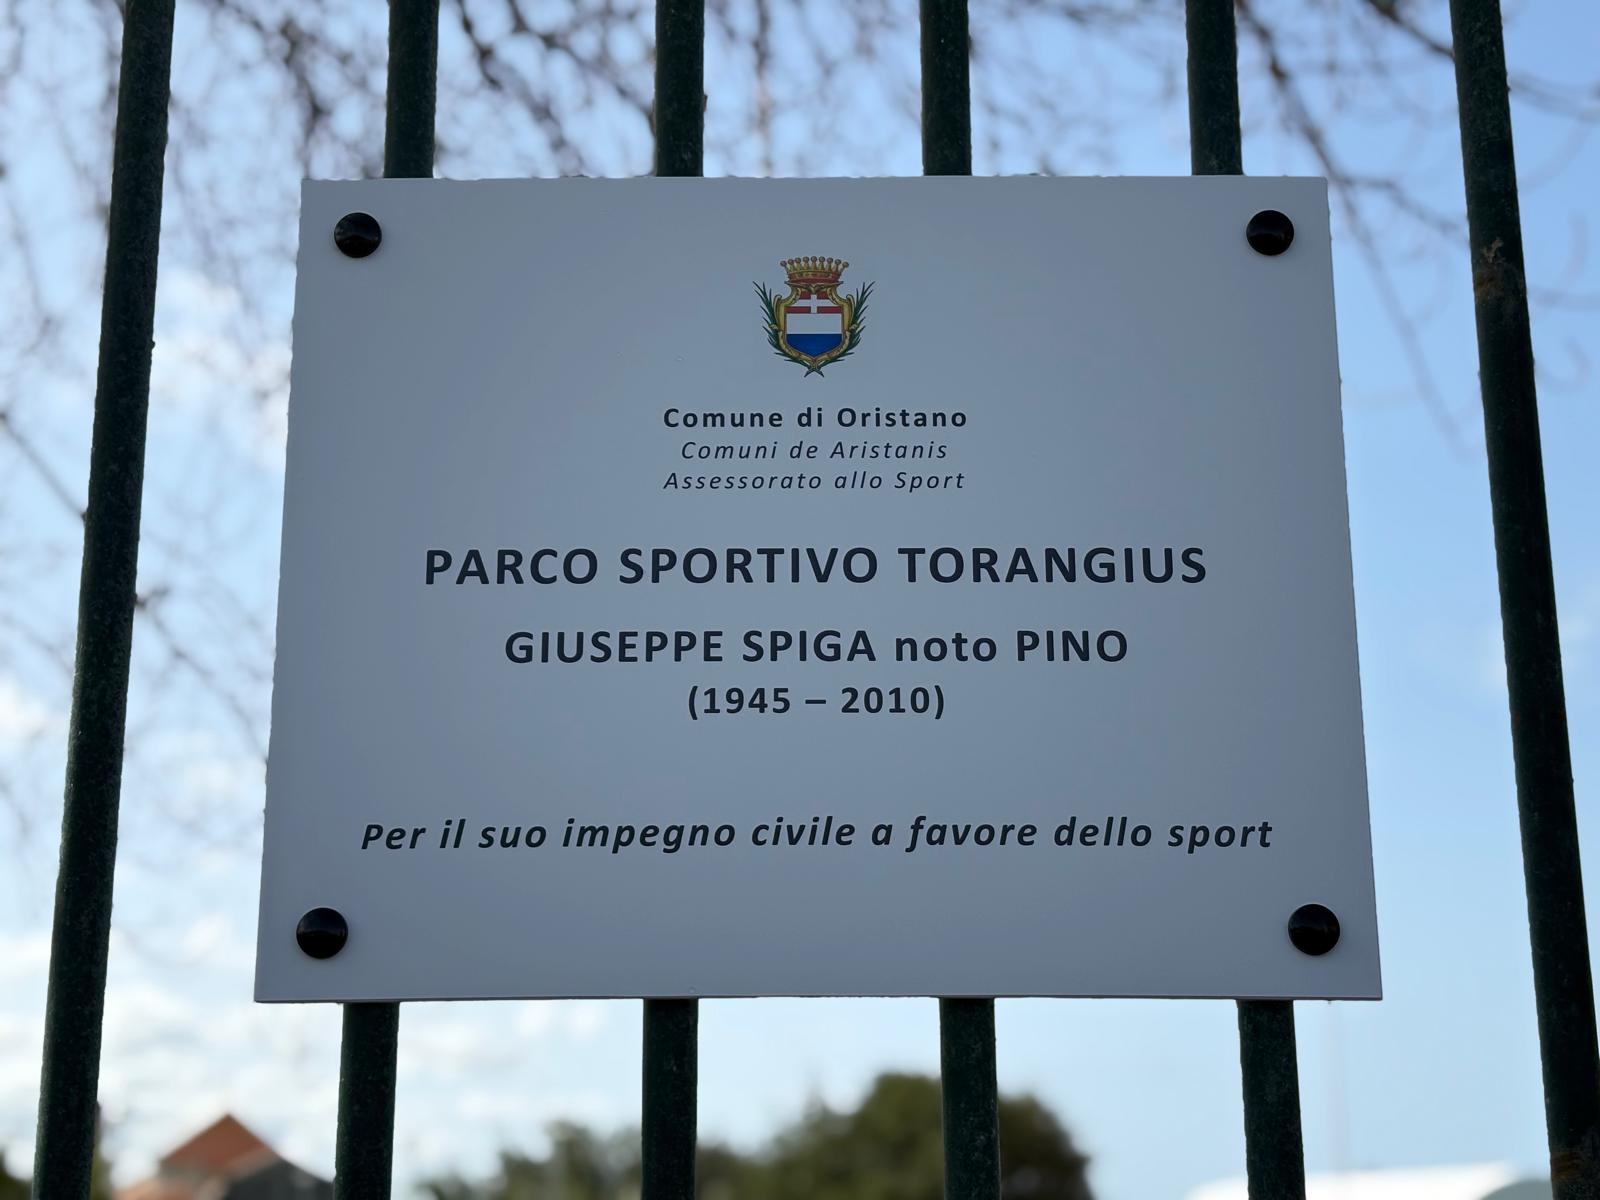 Comune di Oristano
Comuni de Aristanis
Assessorato allo Sport
PARCO SPORTIVO TORANGIUS
GIUSEPPE SPIGA noto PINO
(1945 – 2010)
Per il suo impegno civile a favore dello sport